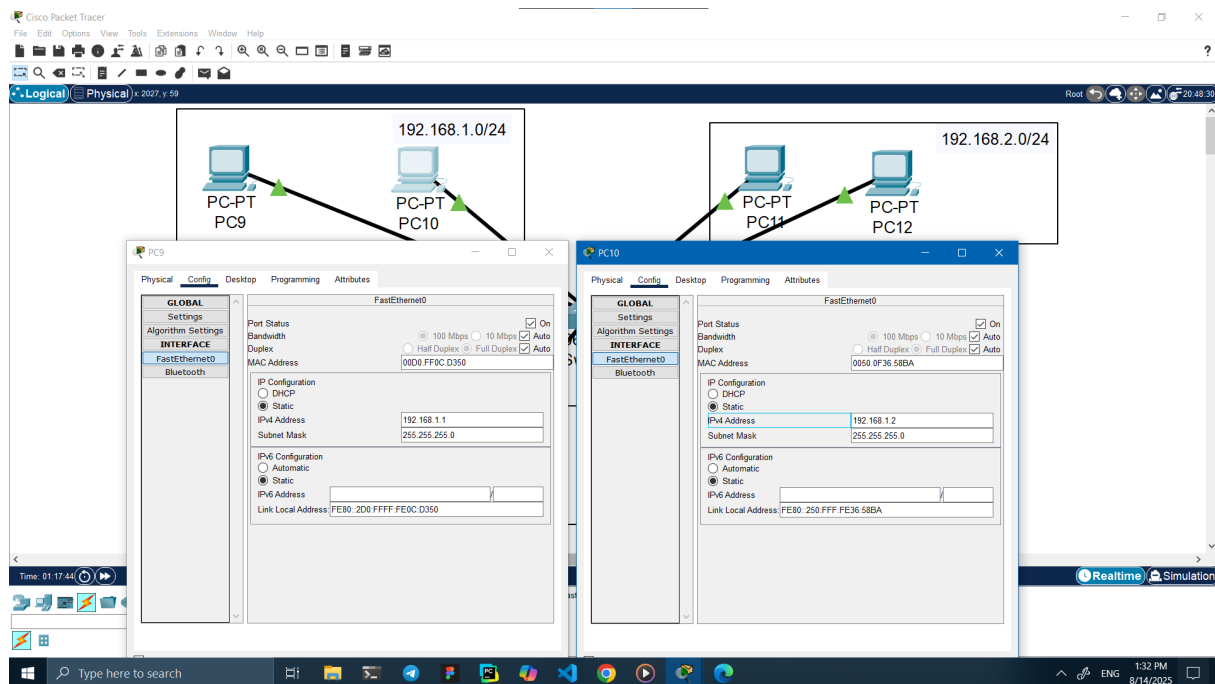 Cisco Packet Tracer
File Edit Options View Tools Extensions Window Help
?
Logical Physical x: 2027, y: 59
Root 20:48:30
192.168.1.0/24
PC-PT
PC9
PC-PT
PC10
192.168.2.0/24
PC-PT
PC11
PC-PT
PC12
PC9
Physical Config Desktop Programming Attributes
GLOBAL
Settings
Algorithm Settings
INTERFACE
FastEthernet0
Bluetooth
FastEthernet0
Port Status On
Bandwidth 100 Mbps 10 Mbps Auto
Duplex Half Duplex Full Duplex Auto
MAC Address 00D0.FF0C.D350
IP Configuration
DHCP
Static
IPv4 Address 192.168.1.1
Subnet Mask 255.255.255.0
IPv6 Configuration
Automatic
Static
IPv6 Address /
Link Local Address: FE80::2D0:FFFF:FE0C:D350
PC10
Physical Config Desktop Programming Attributes
GLOBAL
Settings
Algorithm Settings
INTERFACE
FastEthernet0
Bluetooth
FastEthernet0
Port Status On
Bandwidth 100 Mbps 10 Mbps Auto
Duplex Half Duplex Full Duplex Auto
MAC Address 0050.0F36.58BA
IP Configuration
DHCP
Static
IPv4 Address 192.168.1.2
Subnet Mask 255.255.255.0
IPv6 Configuration
Automatic
Static
IPv6 Address /
Link Local Address: FE80::250:FFF:FE36:58BA
Time: 01:17:44
Realtime Simulation
Type here to search
ENG
1:32 PM
8/14/2025